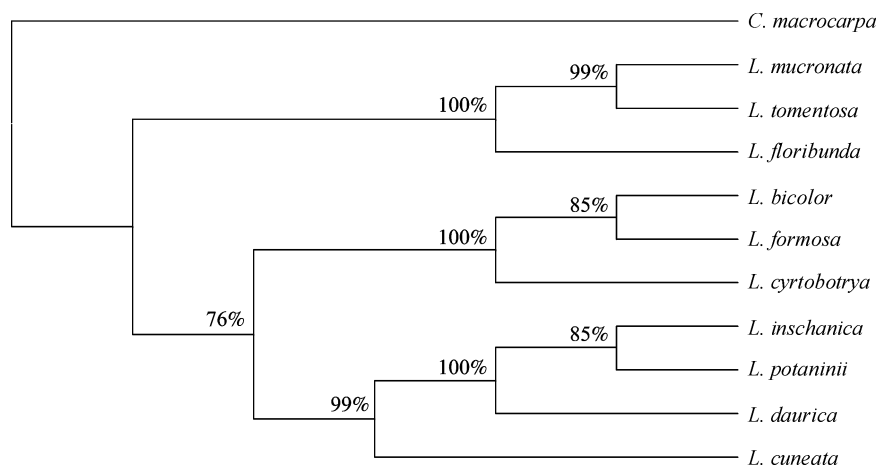 C. macrocarpa
L. mucronata
99%
L. tomentosa
100%
L. floribunda
L. bicolor
85%
L. formosa
100%
L. cyrtobotrya
76%
L. inschanica
85%
L. potaninii
100%
L. daurica
99%
L. cuneata